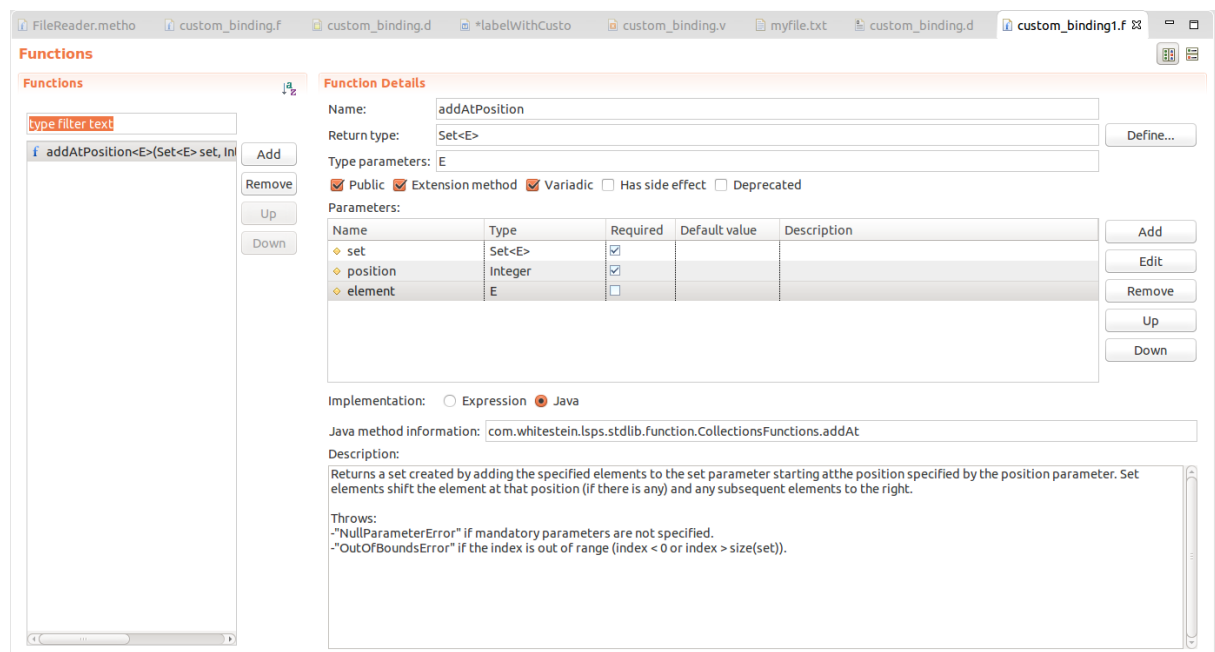 FileReader.metho custom_binding.f custom_binding.d *labelWithCusto custom_binding.v myfile.txt custom_binding.d custom_binding1.f
Functions
Functions
type filter text
f addAtPosition<E>(Set<E> set, Int
Add
Remove
Up
Down
Function Details
Name: addAtPosition
Return type: Set<E> Define...
Type parameters: E
Public Extension method Variadic Has side effect Deprecated
Parameters:
Name Type Required Default value Description
set Set<E>
position Integer
element E
Add
Edit
Remove
Up
Down
Implementation: Expression Java
Java method information: com.whitestein.lsps.stdlib.function.CollectionsFunctions.addAt
Description:
Returns a set created by adding the specified elements to the set parameter starting atthe position specified by the position parameter. Set
elements shift the element at that position (if there is any) and any subsequent elements to the right.
Throws:
-"NullParameterError" if mandatory parameters are not specified.
-"OutOfBoundsError" if the index is out of range (index < 0 or index > size(set)).